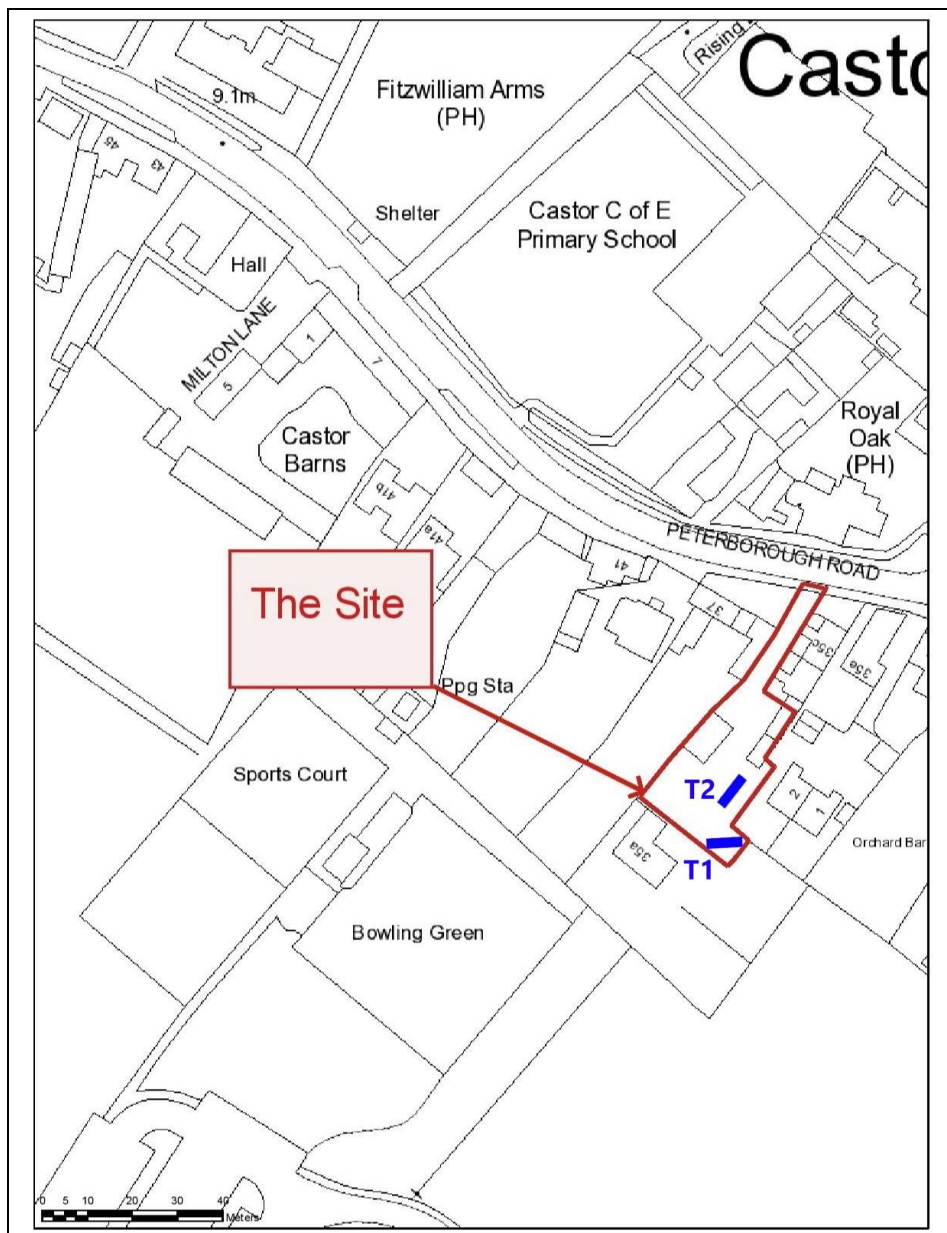 Rising
Casto
9.1m
Fitzwilliam Arms
(PH)
45
43
Shelter
Castor C of E
Primary School
Hall
MILTON LANE
1
5
7
Castor
Barns
Royal
Oak
(PH)
41b
41a
PETERBOROUGH ROAD
41
The Site
37
35c
35e
Ppg Sta
Sports Court
T2
2
1
35a
T1
Orchard Bar
Bowling Green
0 5 10 20 30 40
Meters